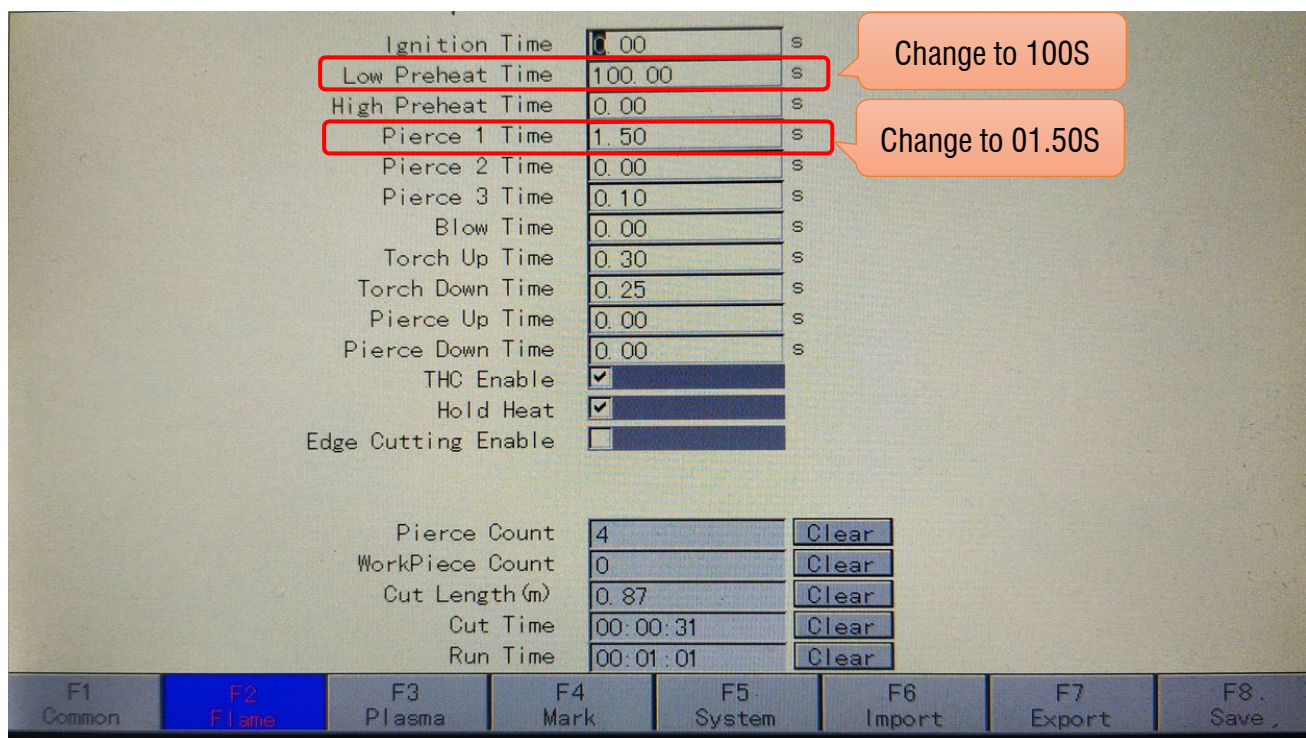 Ignition Time 0.00 s
Change to 100S
Low Preheat Time 100.00 s
High Preheat Time 0.00 s
Pierce 1 Time 1.50 s
Change to 01.50S
Pierce 2 Time 0.00 s
Pierce 3 Time 0.10 s
Blow Time 0.00 s
Torch Up Time 0.30 s
Torch Down Time 0.25 s
Pierce Up Time 0.00 s
Pierce Down Time 0.00 s
THC Enable
Hold Heat
Edge Cutting Enable
Pierce Count 4 Clear
WorkPiece Count 0 Clear
Cut Length(m) 0.87 Clear
Cut Time 00:00:31 Clear
Run Time 00:01:01 Clear
F1 F2 F3 F4 F5 F6 F7 F8
Common Flame Plasma Mark System Import Export Save